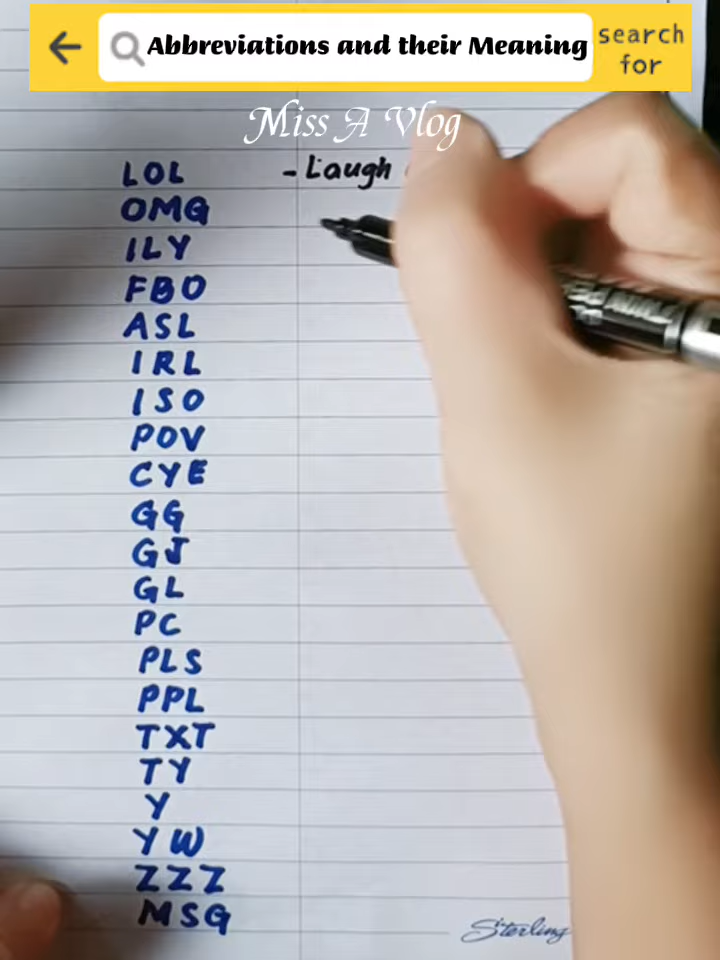 Abbreviations and their Meaning
search
for
Miss A Vlog
LOL - Laugh
OMG
ILY
FBO
ASL
IRL
ISO
POV
CYE
GG
GJ
GL
PC
PLS
PPL
TXT
TY
Y
YW
ZZZ
MSG
Sterling